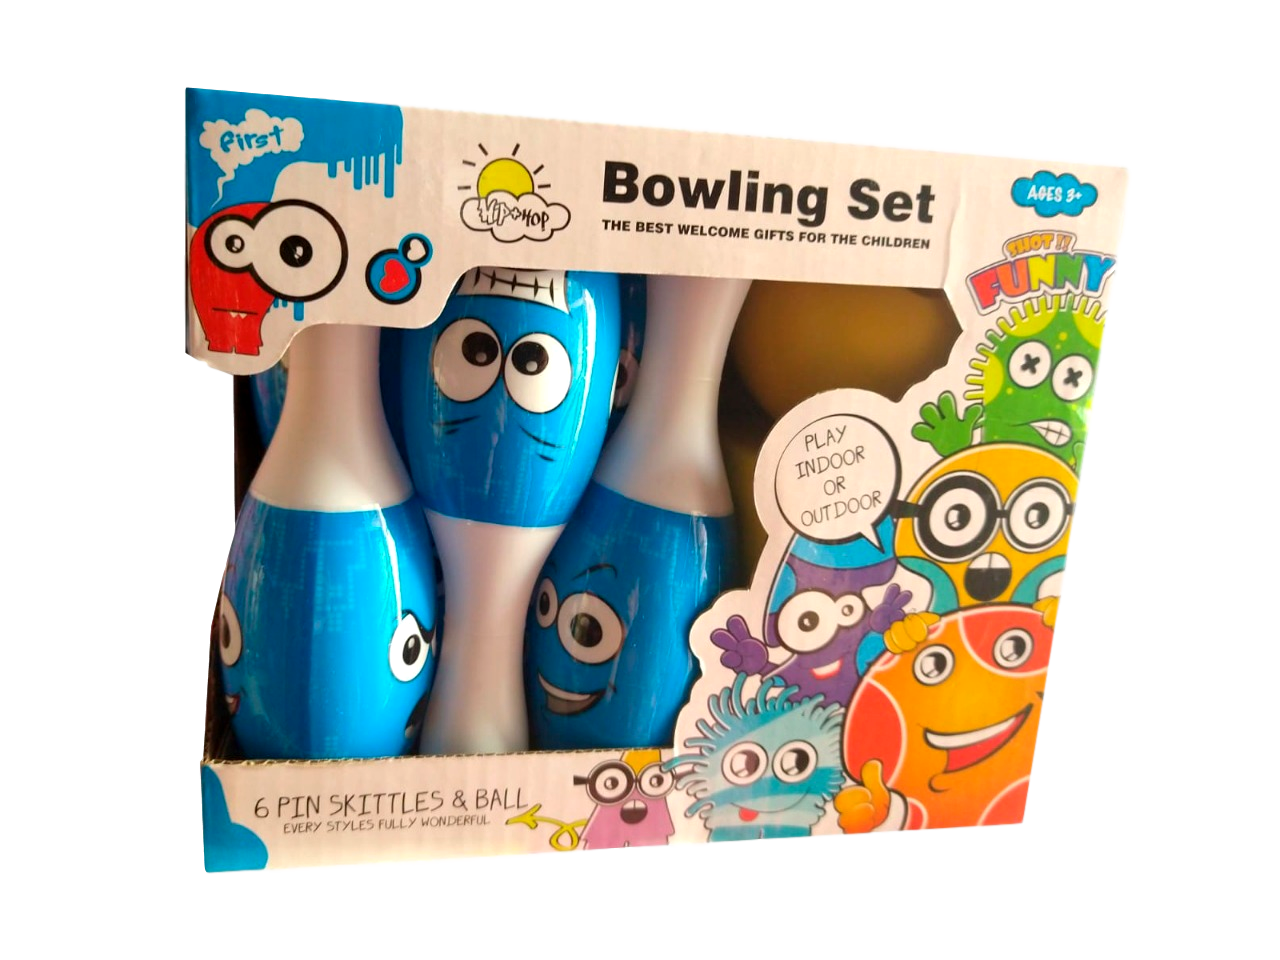 First
Hip+Hop
Bowling Set
THE BEST WELCOME GIFTS FOR THE CHILDREN
AGES 3+
SHOT!!
FUNNY
PLAY
INDOOR
OR
OUTDOOR
6 PIN SKITTLES & BALL
EVERY STYLES FULLY WONDERFUL